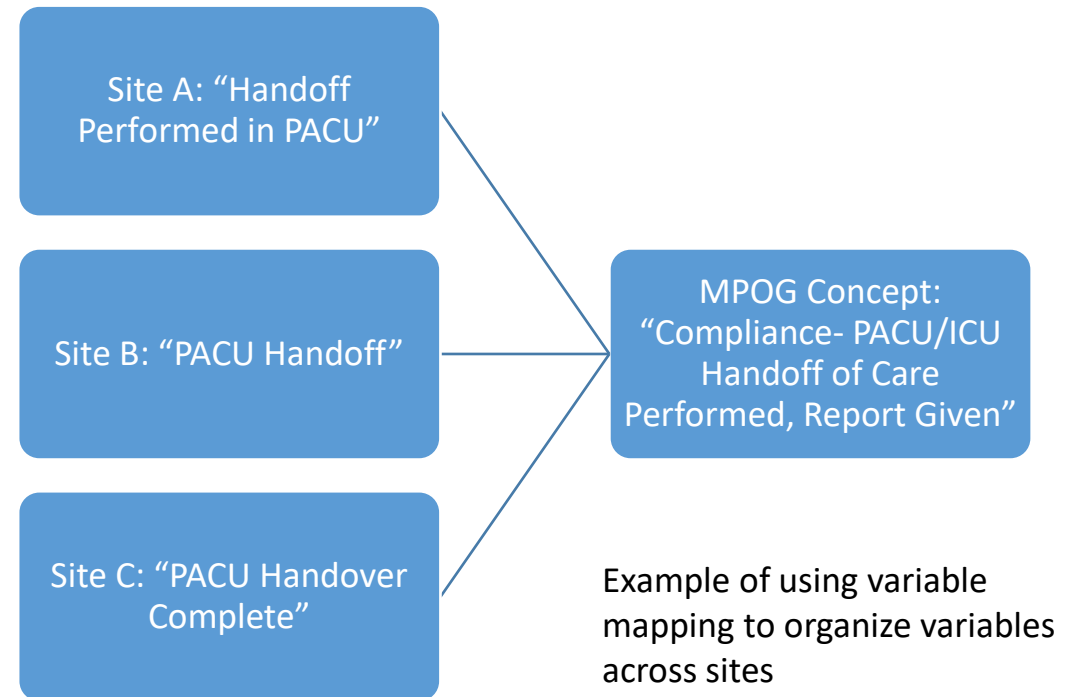 Site A: “Handoff
Performed in PACU”
Site B: “PACU Handoff”
Site C: “PACU Handover
Complete”
MPOG Concept:
“Compliance- PACU/ICU
Handoff of Care
Performed, Report Given”
Example of using variable
mapping to organize variables
across sites